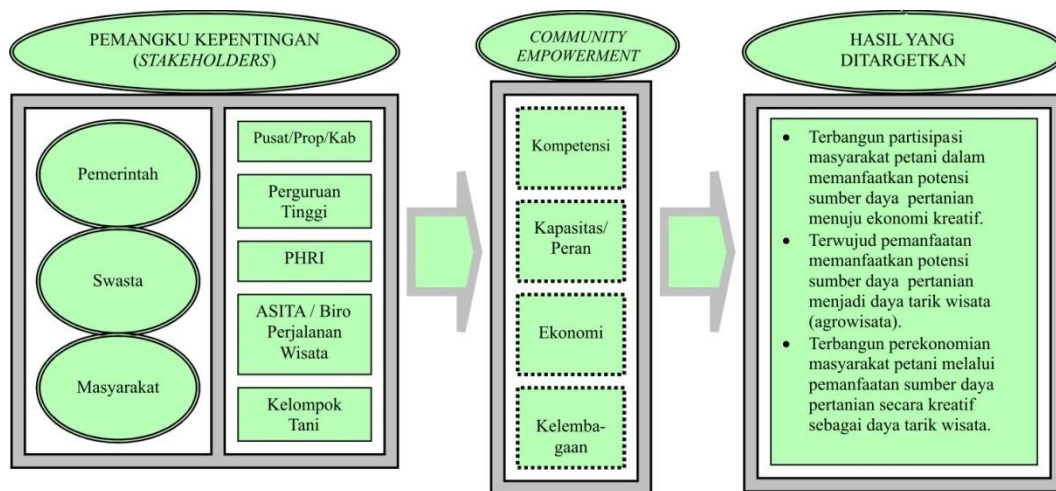 PEMANGKU KEPENTINGAN
(STAKEHOLDERS)
Pemerintah
Swasta
Masyarakat
Pusat/Prop/Kab
Perguruan
Tinggi
PHRI
ASITA / Biro
Perjalanan
Wisata
Kelompok
Tani
COMMUNITY
EMPOWERMENT
Kompetensi
Kapasitas/
Peran
Ekonomi
Kelemba-
gaan
HASIL YANG
DITARGETKAN
• Terbangun partisipasi
masyarakat petani dalam
memanfaatkan potensi
sumber daya pertanian
menuju ekonomi kreatif.
• Terwujud pemanfaatan
memanfaatkan potensi
sumber daya pertanian
menjadi daya tarik wisata
(agrowisata).
• Terbangun perekonomian
masyarakat petani melalui
pemanfaatan sumber daya
pertanian secara kreatif
sebagai daya tarik wisata.